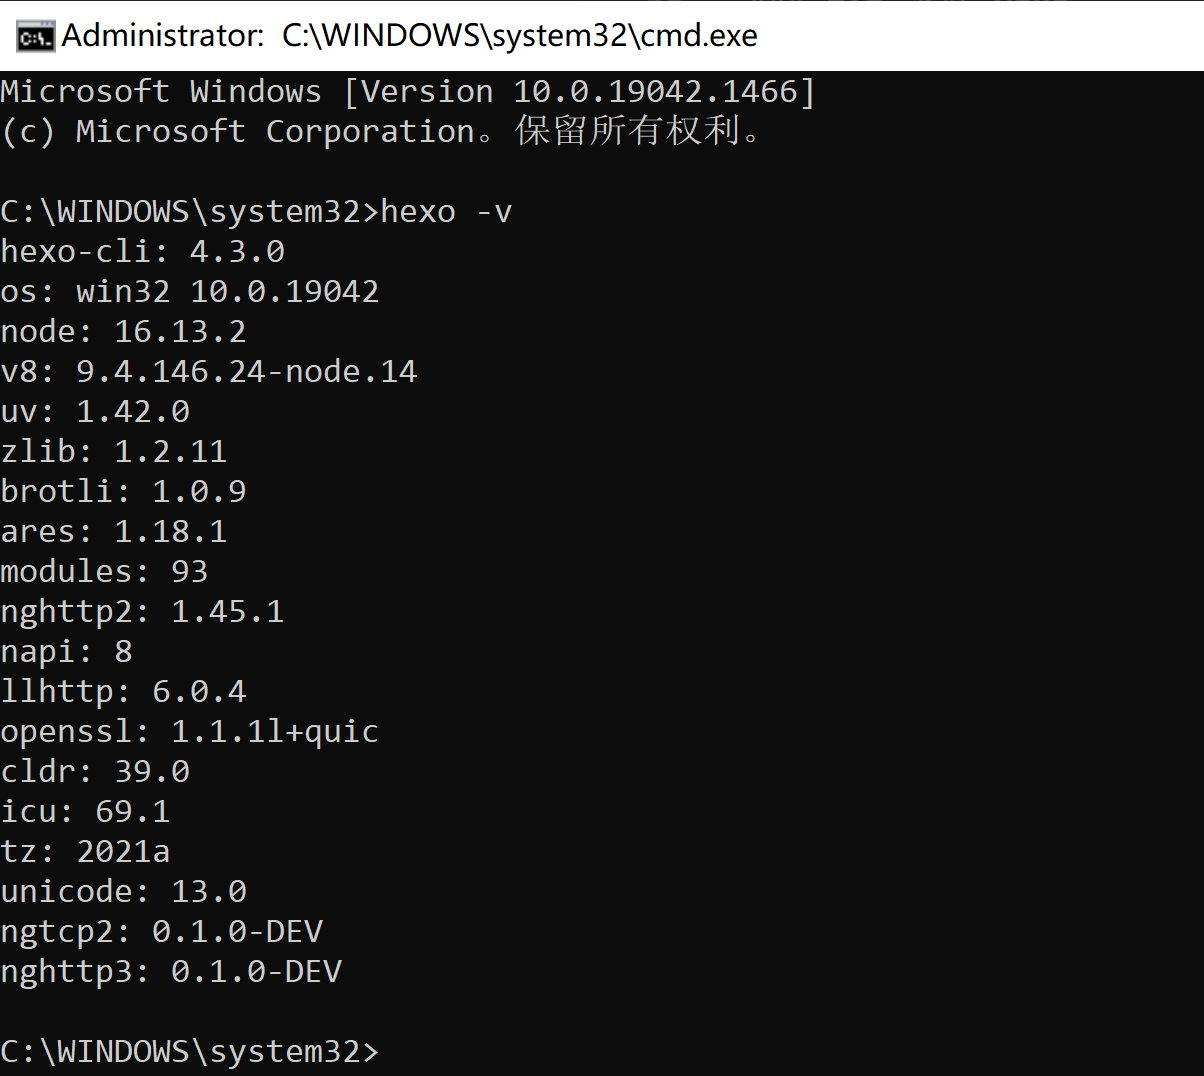 Administrator: C:\WINDOWS\system32\cmd.exe
Microsoft Windows [Version 10.0.19042.1466]
(c) Microsoft Corporation。保留所有权利。
C:\WINDOWS\system32>hexo -v
hexo-cli: 4.3.0
os: win32 10.0.19042
node: 16.13.2
v8: 9.4.146.24-node.14
uv: 1.42.0
zlib: 1.2.11
brotli: 1.0.9
ares: 1.18.1
modules: 93
nghttp2: 1.45.1
napi: 8
llhttp: 6.0.4
openssl: 1.1.1l+quic
cldr: 39.0
icu: 69.1
tz: 2021a
unicode: 13.0
ngtcp2: 0.1.0-DEV
nghttp3: 0.1.0-DEV
C:\WINDOWS\system32>